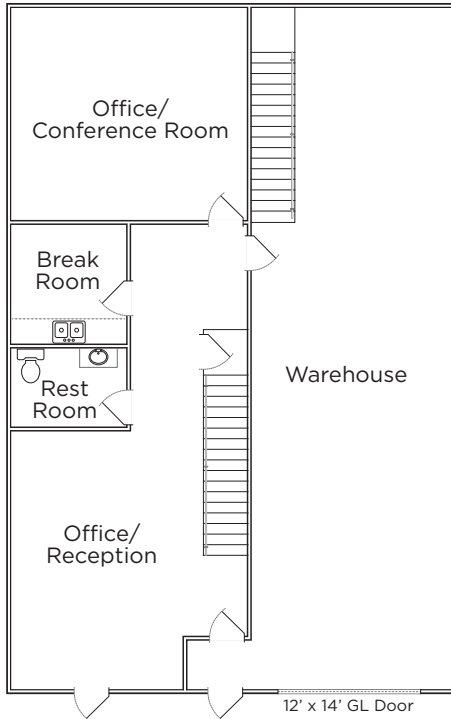 Office/
Conference Room
Break
Room
Rest
Room
Warehouse
Office/
Reception
12' x 14' GL Door